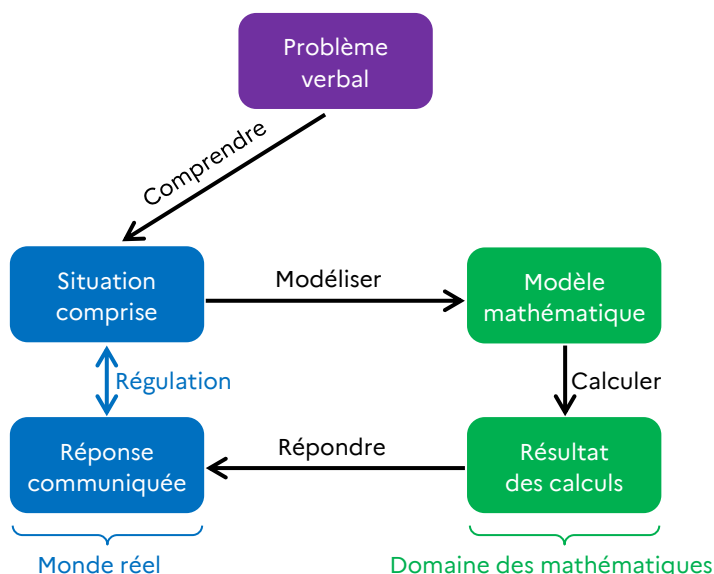 Problème
verbal
Comprendre
Situation
comprise
Modéliser
Modèle
mathématique
Régulation
Calculer
Réponse
communiquée
Répondre
Résultat
des calculs
Monde réel
Domaine des mathématiques